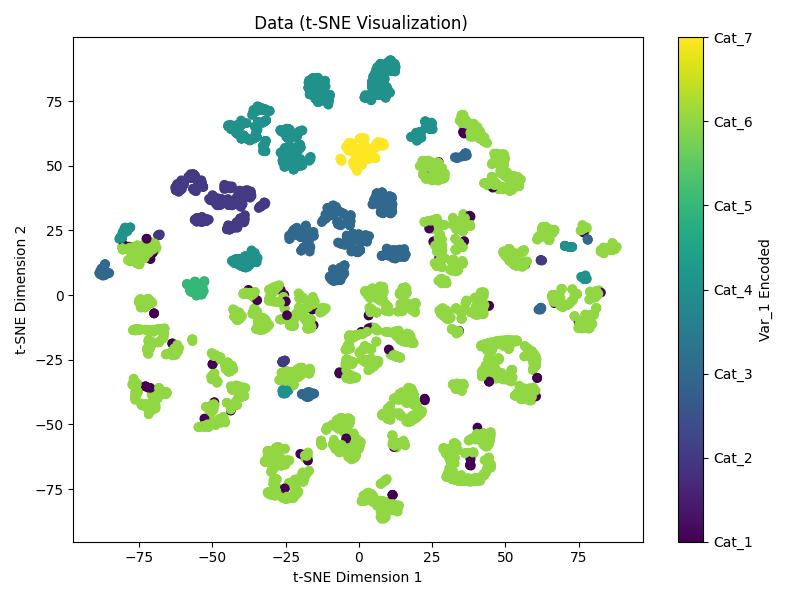 Data (t-SNE Visualization)
Cat_7
Cat_6
Cat_5
Cat_4
Cat_3
Cat_2
Cat_1
Var_1 Encoded
75
50
25
0
−25
−50
−75
t-SNE Dimension 2
−75
−50
−25
0
25
50
75
t-SNE Dimension 1